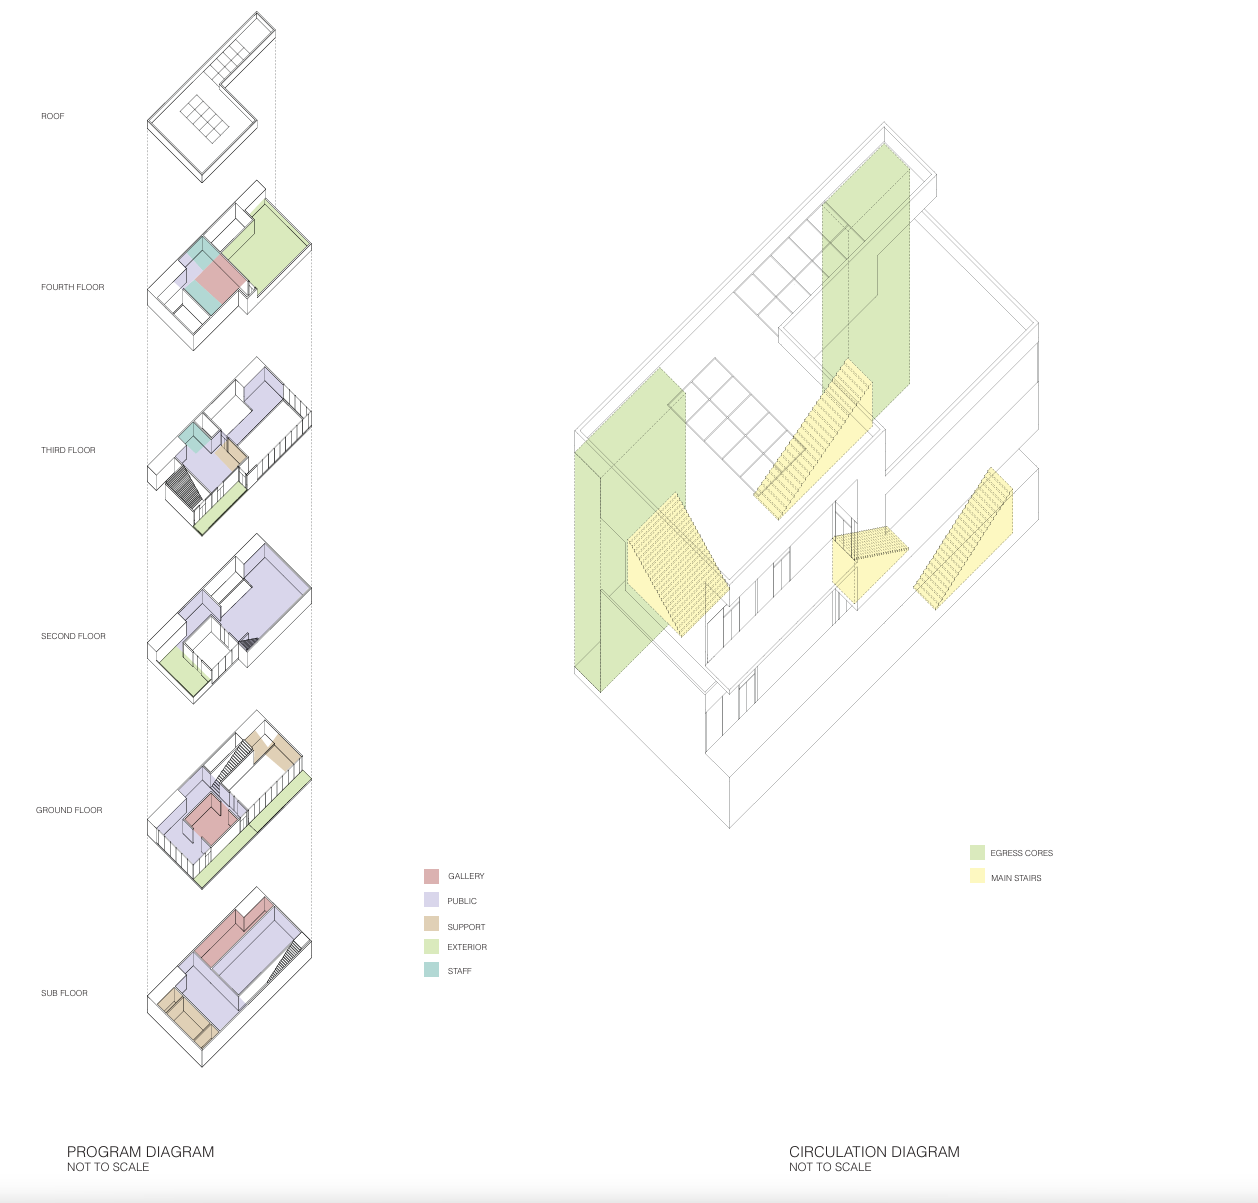 ROOF
FOURTH FLOOR
THIRD FLOOR
SECOND FLOOR
GROUND FLOOR
SUB FLOOR
GALLERY
PUBLIC
SUPPORT
EXTERIOR
STAFF
EGRESS CORES
MAIN STAIRS
PROGRAM DIAGRAM
NOT TO SCALE
CIRCULATION DIAGRAM
NOT TO SCALE